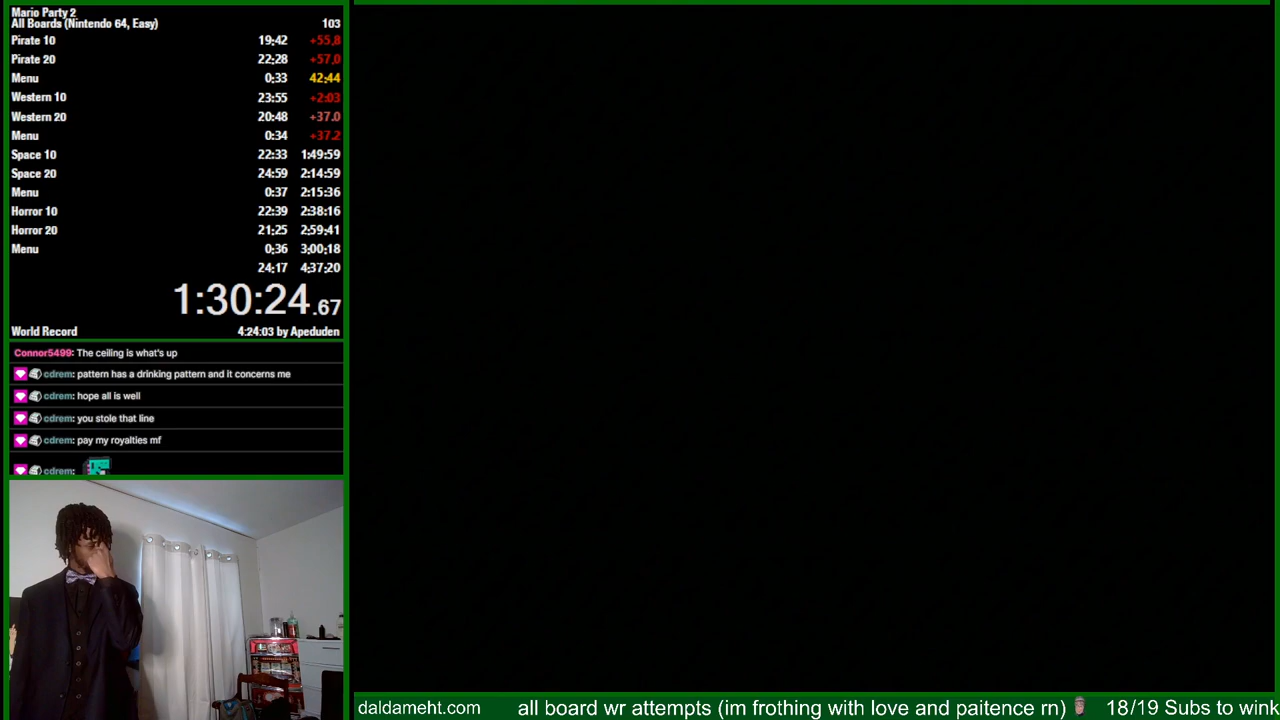 Mario Party 2
All Boards (Nintendo 64, Easy) 103
Pirate 10 19:42 +55.8
Pirate 20 22:28 +57.0
Menu 0:33 42:44
Western 10 23:55 +2:03
Western 20 20:48 +37.0
Menu 0:34 +37.2
Space 10 22:33 1:49:59
Space 20 24:59 2:14:59
Menu 0:37 2:15:36
Horror 10 22:39 2:38:16
Horror 20 21:25 2:59:41
Menu 0:36 3:00:18
24:17 4:37:20
1:30:24.67
World Record 4:24:03 by Apeduden
Connor5499: The ceiling is what's up
cdrem: pattern has a drinking pattern and it concerns me
cdrem: hope all is well
cdrem: you stole that line
cdrem: pay my royalties mf
cdrem:
daldameht.com all board wr attempts (im frothing with love and paitence rn) 18/19 Subs to wink